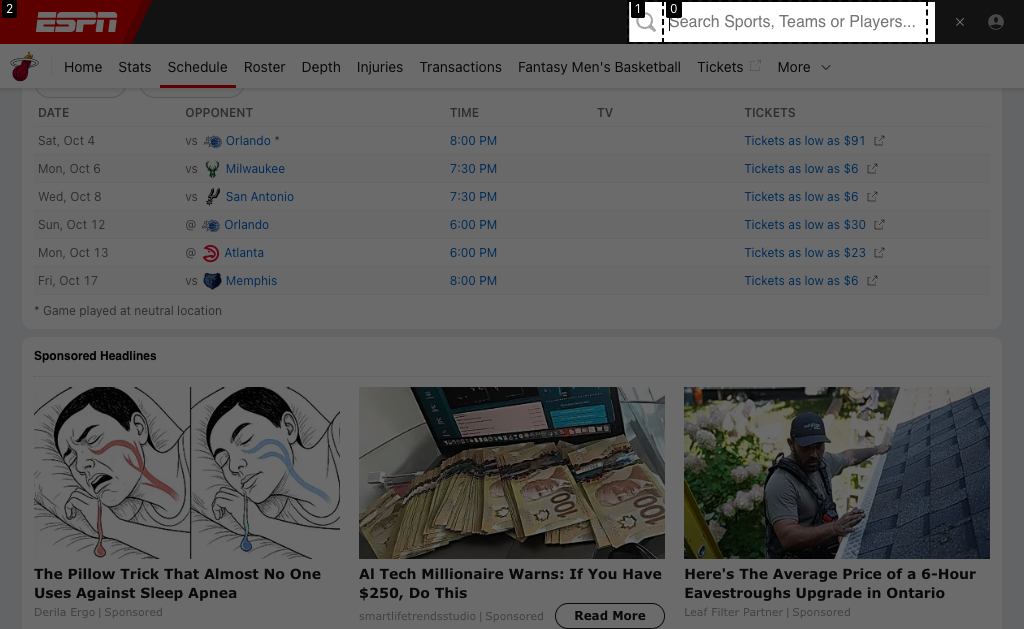 2
ESPN
1
0
Search Sports, Teams or Players...
Home
Stats
Schedule
Roster
Depth
Injuries
Transactions
Fantasy Men's Basketball
Tickets
More
DATE OPPONENT TIME TV TICKETS
Sat, Oct 4 vs Orlando * 8:00 PM Tickets as low as $91
Mon, Oct 6 vs Milwaukee 7:30 PM Tickets as low as $6
Wed, Oct 8 vs San Antonio 7:30 PM Tickets as low as $6
Sun, Oct 12 @ Orlando 6:00 PM Tickets as low as $30
Mon, Oct 13 @ Atlanta 6:00 PM Tickets as low as $23
Fri, Oct 17 vs Memphis 8:00 PM Tickets as low as $6
* Game played at neutral location
Sponsored Headlines
The Pillow Trick That Almost No One
Uses Against Sleep Apnea
Derila Ergo | Sponsored
100
100
AI Tech Millionaire Warns: If You Have
$250, Do This
smartlifetrendsstudio | Sponsored
Read More
Here's The Average Price of a 6-Hour
Eavestroughs Upgrade in Ontario
Leaf Filter Partner | Sponsored